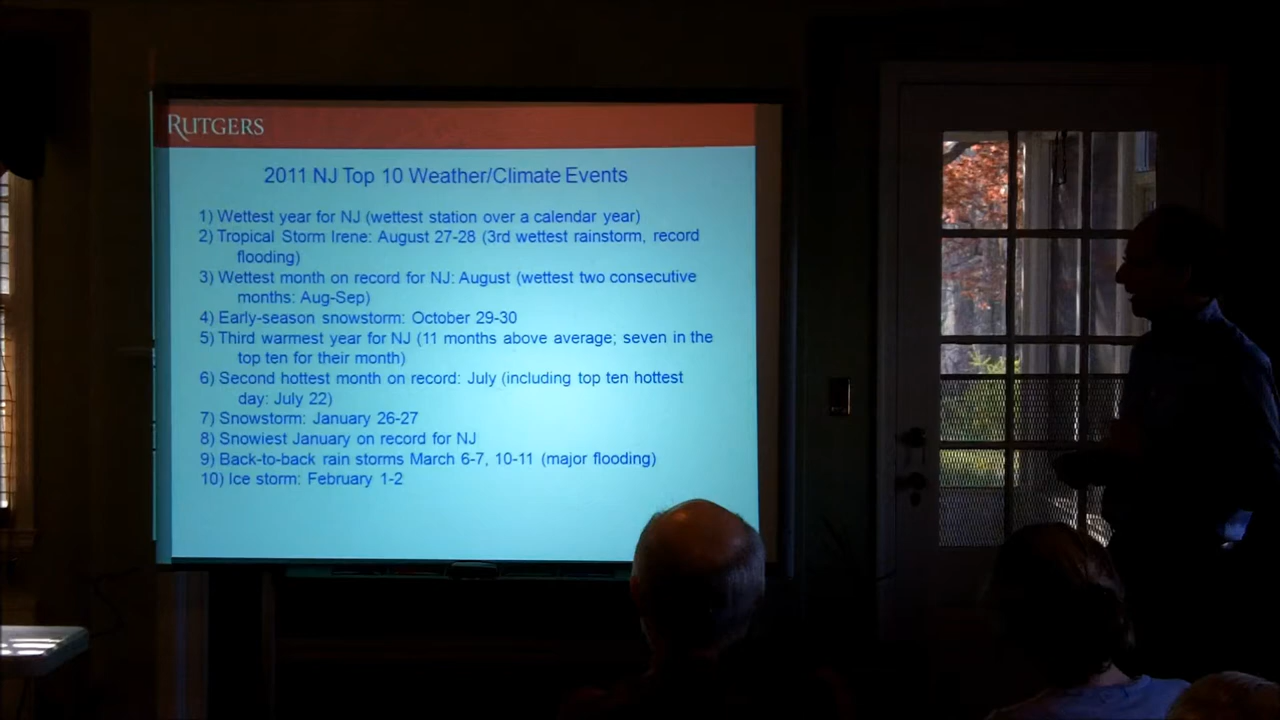 RUTGERS
2011 NJ Top 10 Weather/Climate Events
1) Wettest year for NJ (wettest station over a calendar year)
2) Tropical Storm Irene: August 27-28 (3rd wettest rainstorm, record
flooding)
3) Wettest month on record for NJ: August (wettest two consecutive
months: Aug-Sep)
4) Early-season snowstorm: October 29-30
5) Third warmest year for NJ (11 months above average; seven in the
top ten for their month)
6) Second hottest month on record: July (including top ten hottest
day: July 22)
7) Snowstorm: January 26-27
8) Snowiest January on record for NJ
9) Back-to-back rain storms March 6-7, 10-11 (major flooding)
10) Ice storm: February 1-2